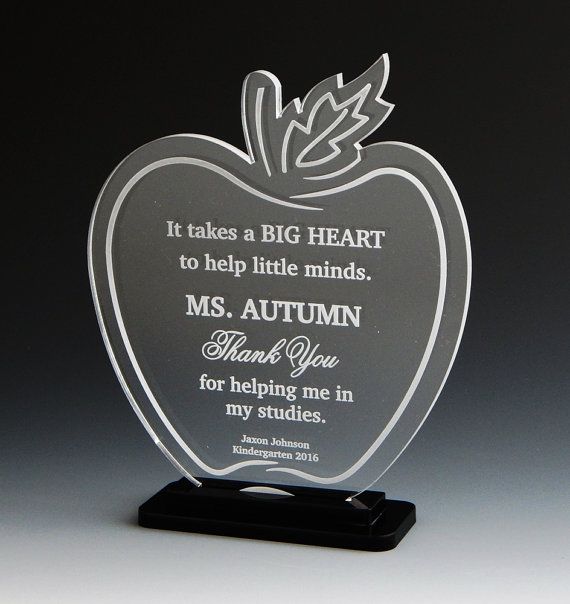 It takes a BIG HEART
to help little minds.
MS. AUTUMN
Thank You
for helping me in
my studies.
Jaxon Johnson
Kindergarten 2016